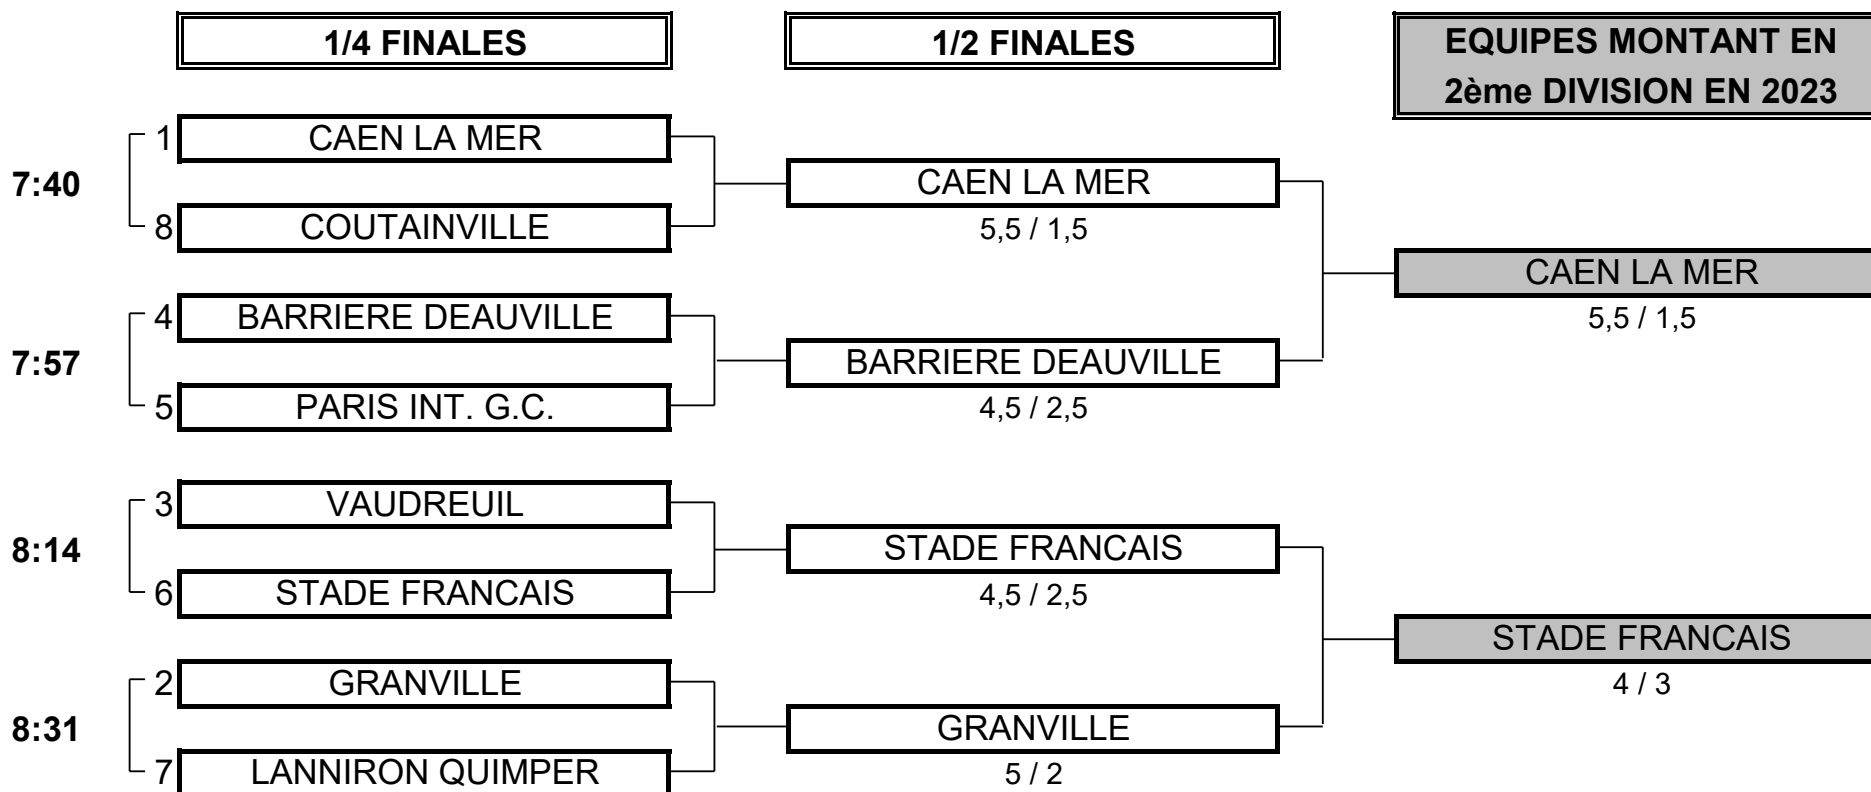 1/4 FINALES
1/2 FINALES
EQUIPES MONTANT EN
2ème DIVISION EN 2023
7:40
1 CAEN LA MER
8 COUTAINVILLE
CAEN LA MER
5,5 / 1,5
7:57
4 BARRIERE DEAUVILLE
5 PARIS INT. G.C.
BARRIERE DEAUVILLE
4,5 / 2,5
CAEN LA MER
5,5 / 1,5
8:14
3 VAUDREUIL
6 STADE FRANCAIS
STADE FRANCAIS
4,5 / 2,5
8:31
2 GRANVILLE
7 LANNIRON QUIMPER
GRANVILLE
5 / 2
STADE FRANCAIS
4 / 3